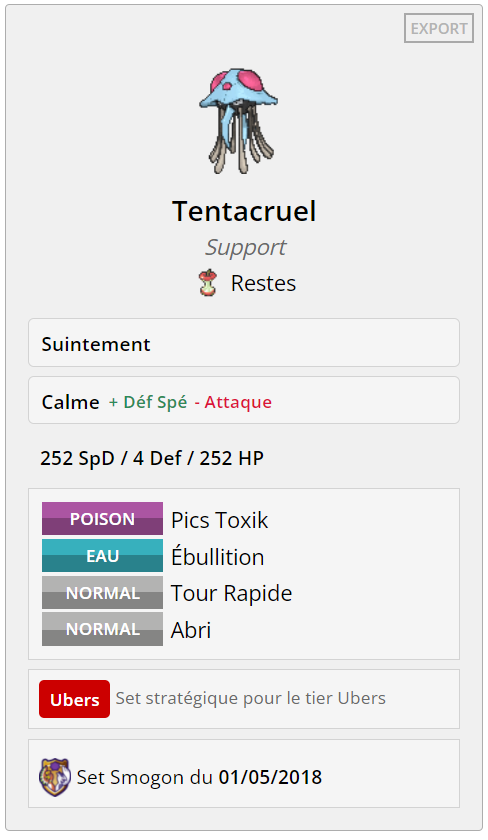 EXPORT
Tentacruel
Support
Restes
Suintement
Calme + Déf Spé - Attaque
252 SpD / 4 Def / 252 HP
POISON Pics Toxik
EAU Ébullition
NORMAL Tour Rapide
NORMAL Abri
Ubers Set stratégique pour le tier Ubers
Set Smogon du 01/05/2018